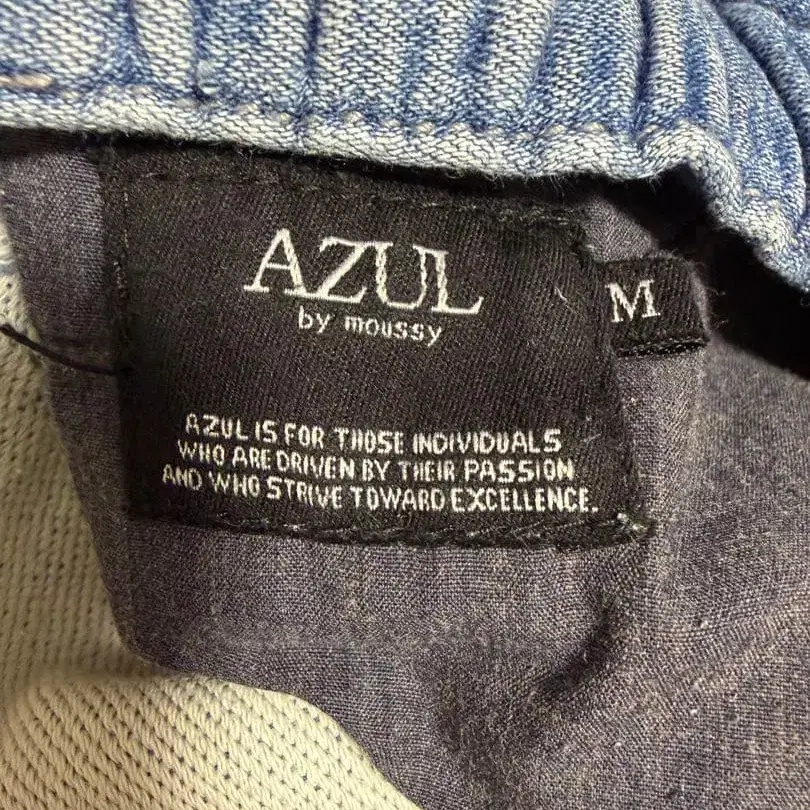 AZUL
by moussy
M
AZUL IS FOR THOSE INDIVIDUALS
WHO ARE DRIVEN BY THEIR PASSION
AND WHO STRIVE TOWARD EXCELLENCE.